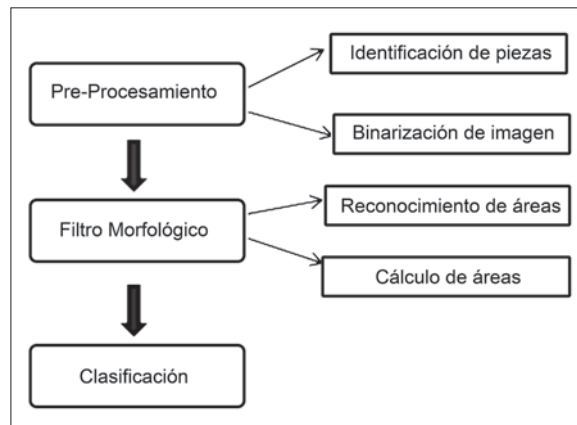 Pre-Procesamiento
Identificación de piezas
Binarización de imagen
Filtro Morfológico
Reconocimiento de áreas
Cálculo de áreas
Clasificación